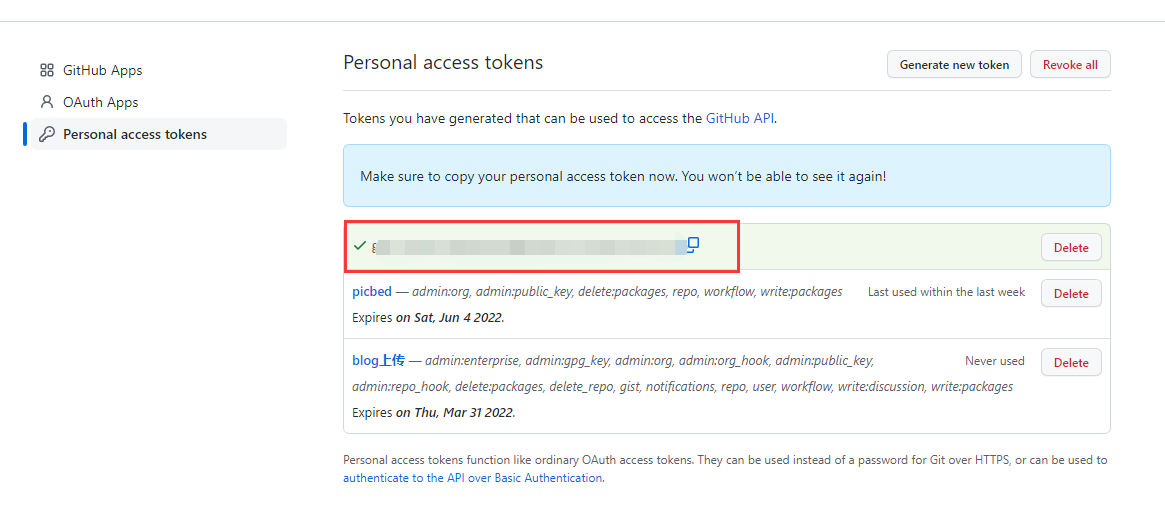 GitHub Apps
OAuth Apps
Personal access tokens
Personal access tokens
Generate new token
Revoke all
Tokens you have generated that can be used to access the GitHub API.
Make sure to copy your personal access token now. You won’t be able to see it again!
Delete
picbed — admin:org, admin:public_key, delete:packages, repo, workflow, write:packages
Last used within the last week
Delete
Expires on Sat, Jun 4 2022.
blog上传 — admin:enterprise, admin:gpg_key, admin:org, admin:org_hook, admin:public_key,
Never used
Delete
admin:repo_hook, delete:packages, delete_repo, gist, notifications, repo, user, workflow, write:discussion, write:packages
Expires on Thu, Mar 31 2022.
Personal access tokens function like ordinary OAuth access tokens. They can be used instead of a password for Git over HTTPS, or can be used to
authenticate to the API over Basic Authentication.